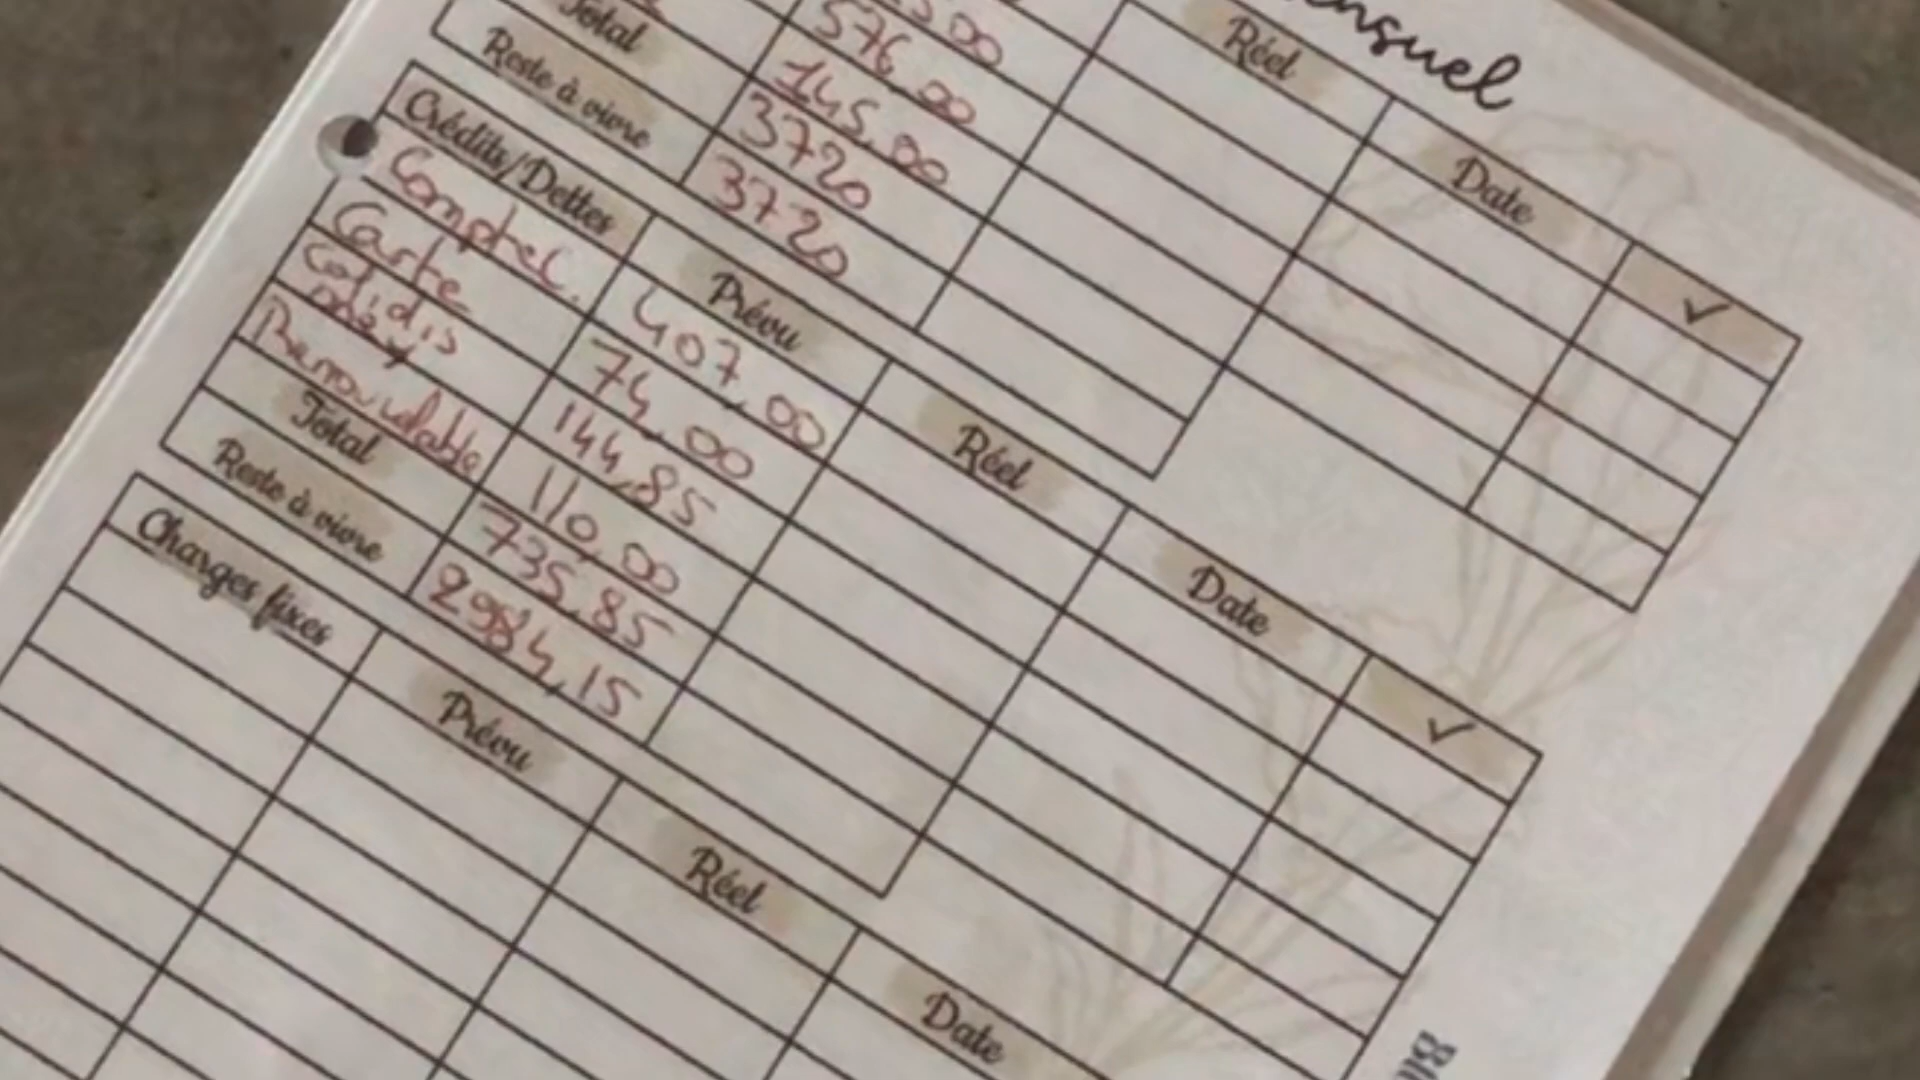 Réel
Date
✓
576,00
145,00
Total 3720
Reste à vivre 3720
Crédits/Dettes Prévu Réel Date ✓
407,00
Carte 74,00
cofidis 144,85
Renouvelable 110,00
Total 735,85
Reste à vivre 2984,15
Charges fixes Prévu Réel Date